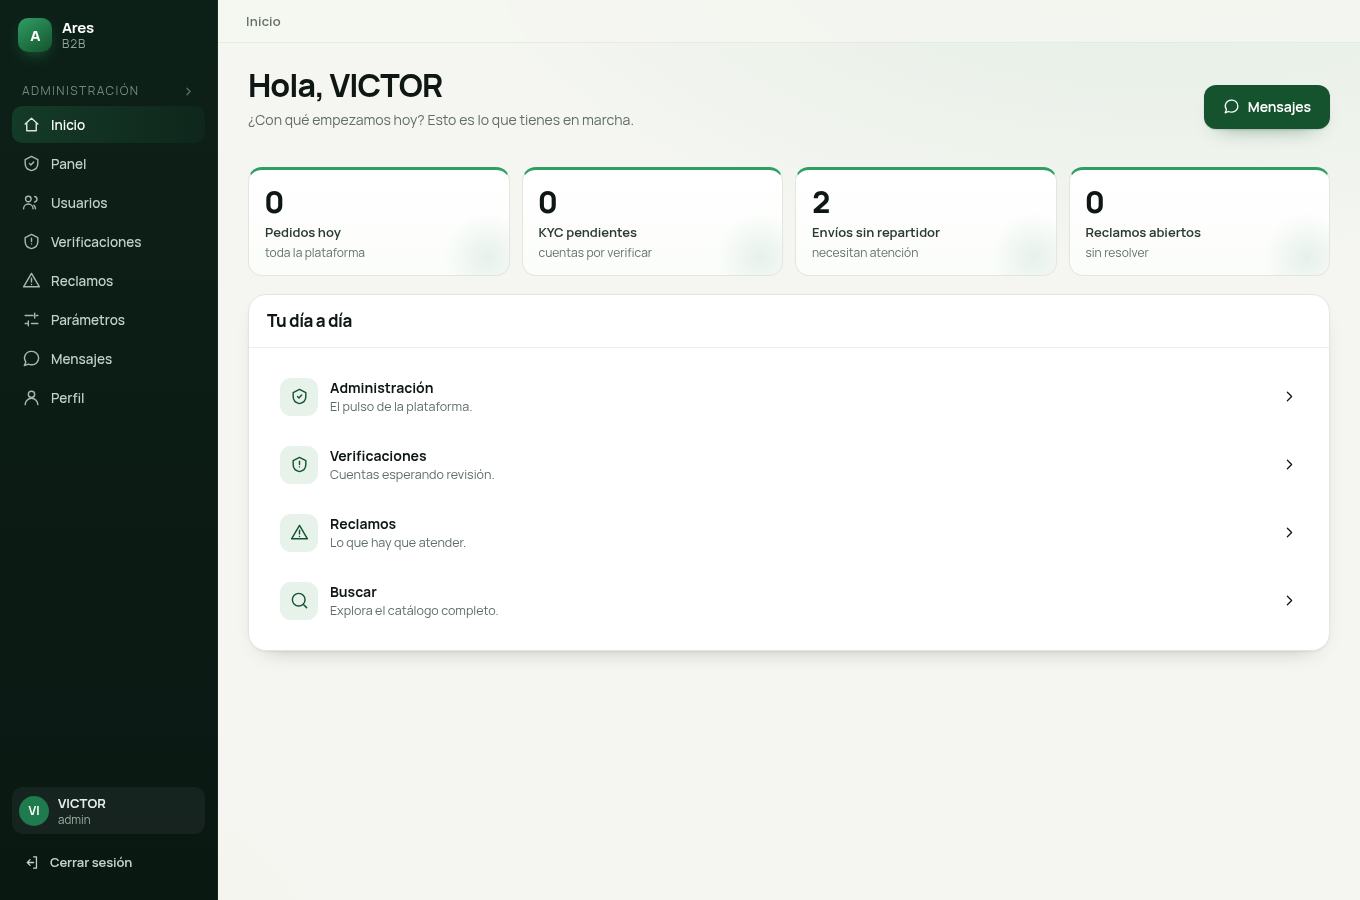 A
Ares
B2B
ADMINISTRACIÓN
Inicio
Panel
Usuarios
Verificaciones
Reclamos
Parámetros
Mensajes
Perfil
VI
VICTOR
admin
Cerrar sesión
Inicio
Hola, VICTOR
¿Con qué empezamos hoy? Esto es lo que tienes en marcha.
Mensajes
0
Pedidos hoy
toda la plataforma
0
KYC pendientes
cuentas por verificar
2
Envíos sin repartidor
necesitan atención
0
Reclamos abiertos
sin resolver
Tu día a día
Administración
El pulso de la plataforma.
Verificaciones
Cuentas esperando revisión.
Reclamos
Lo que hay que atender.
Buscar
Explora el catálogo completo.